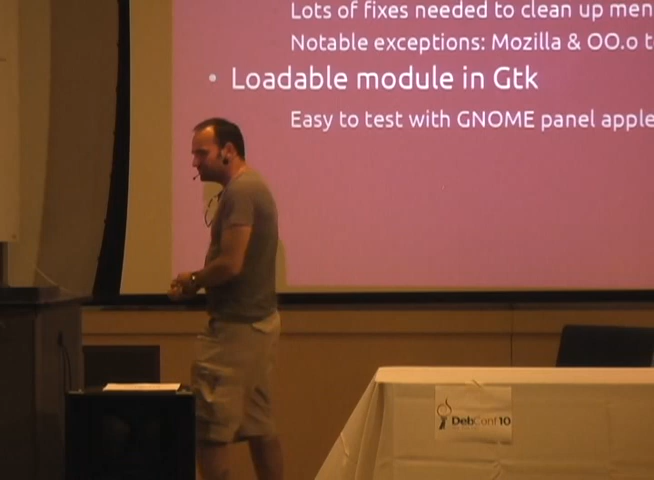 Lots of fixes needed to clean up men
Notable exceptions: Mozilla & OO.o t
• Loadable module in Gtk
Easy to test with GNOME panel apple
DebConf10